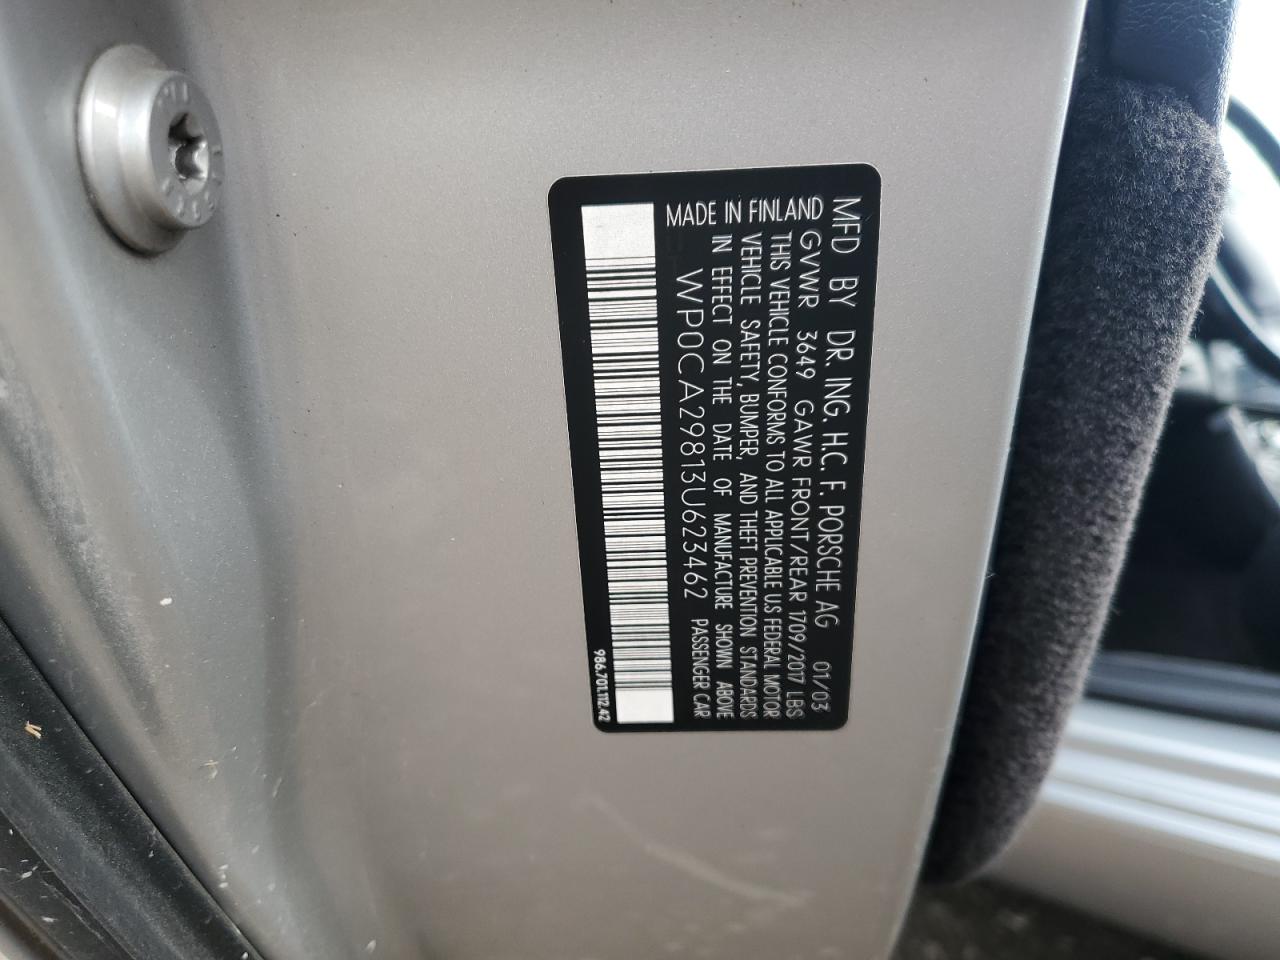 MFD BY DR. ING. H.C. F. PORSCHE AG 01/03
GVWR 3649 GAWR FRONT/REAR 1709/2017 LBS
THIS VEHICLE CONFORMS TO ALL APPLICABLE U.S FEDERAL MOTOR
VEHICLE SAFETY, BUMPER, AND THEFT PREVENTION STANDARDS
IN EFFECT ON THE DATE OF MANUFACTURE SHOWN ABOVE
WP0CA29813U623462 PASSENGER CAR
MADE IN FINLAND
986.701.112.42